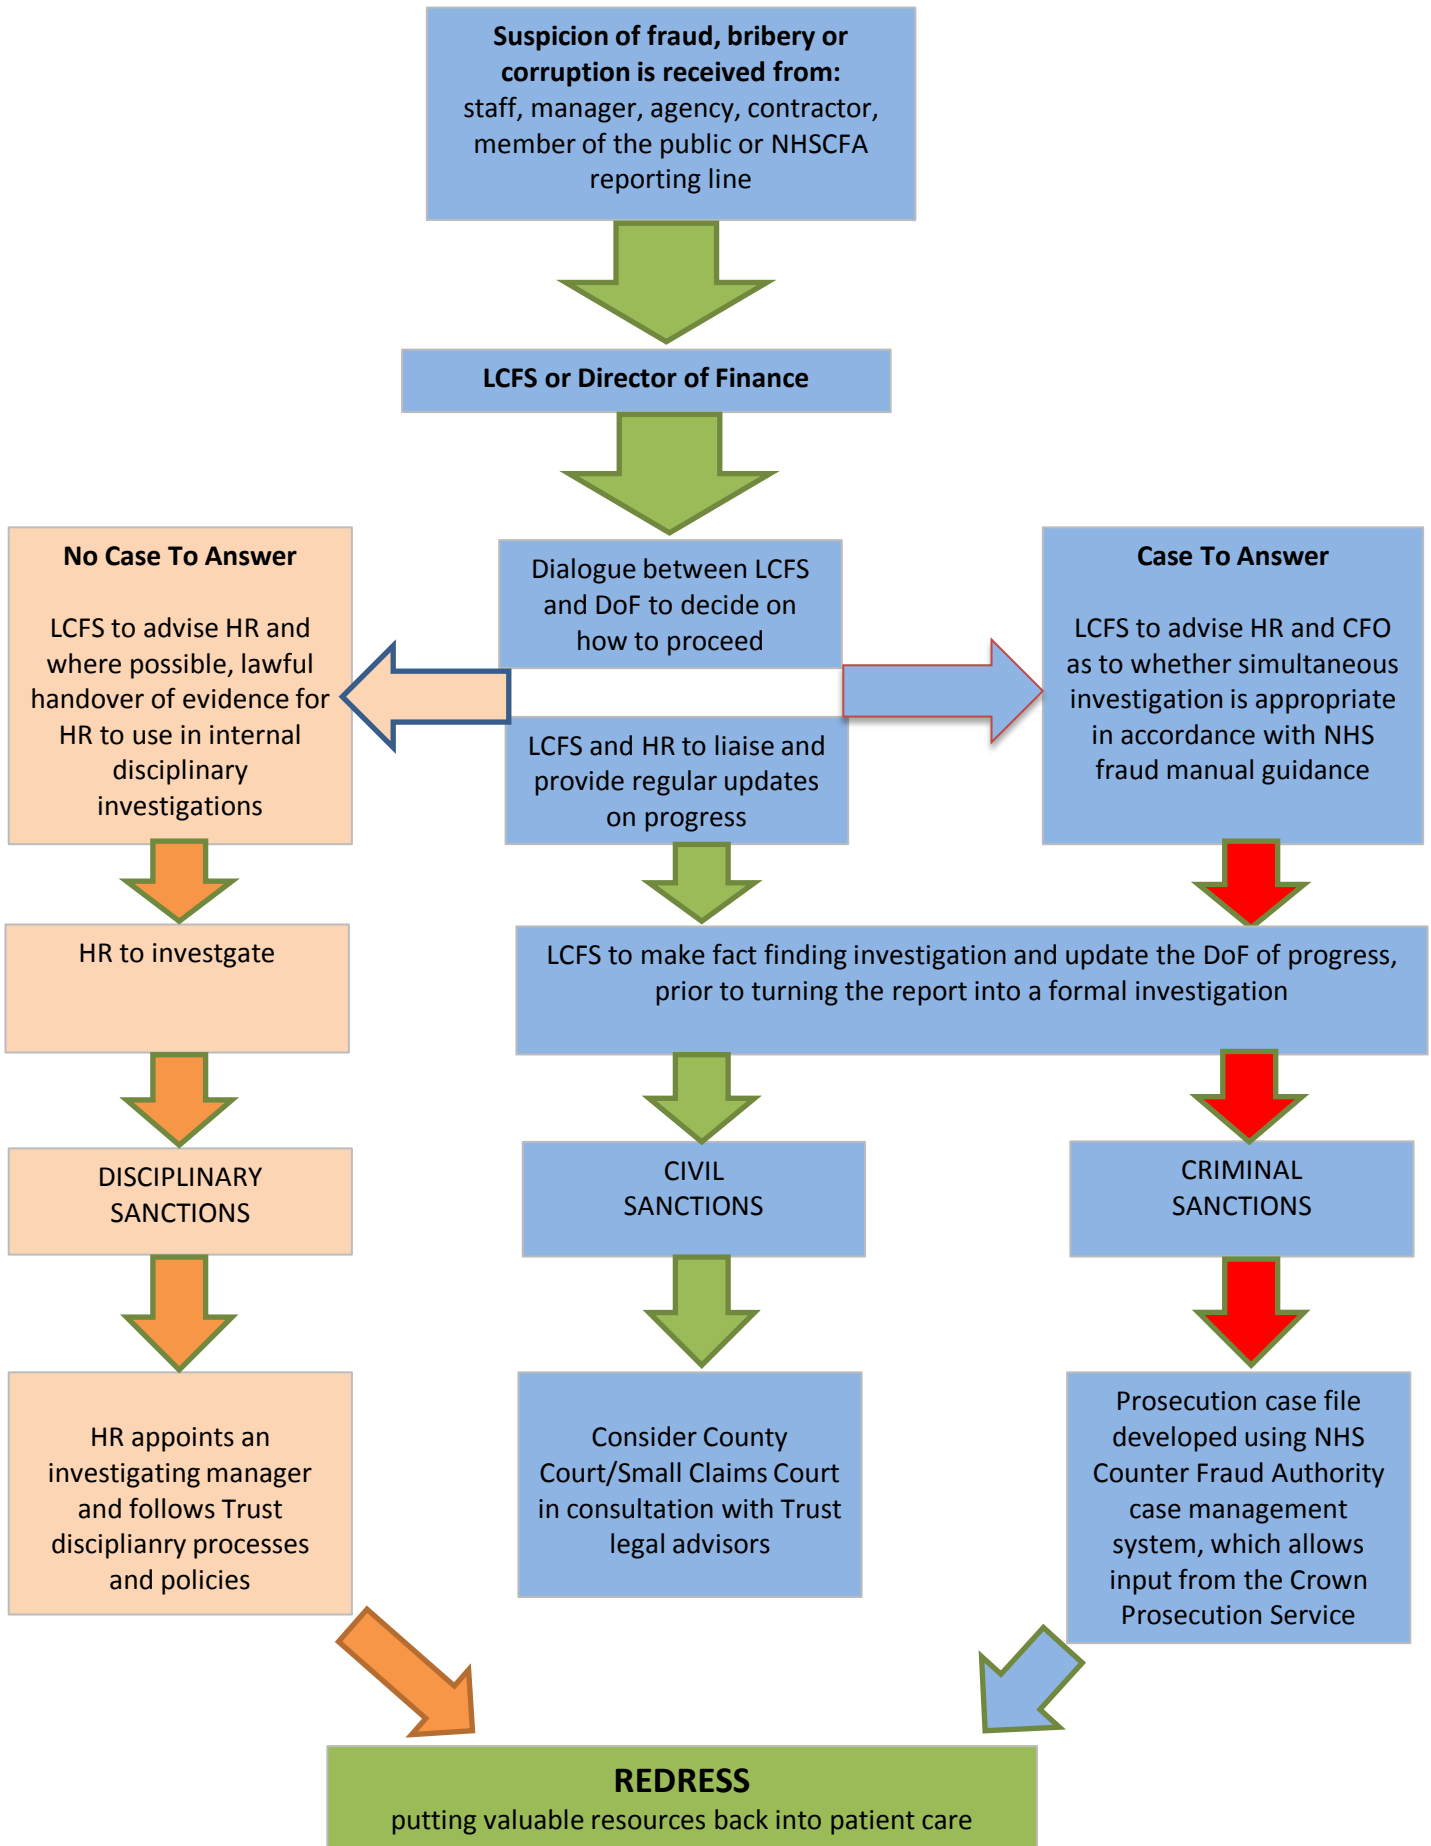 Suspicion of fraud, bribery or
corruption is received from:
staff, manager, agency, contractor,
member of the public or NHSCFA
reporting line
LCFS or Director of Finance
No Case To Answer
LCFS to advise HR and
where possible, lawful
handover of evidence for
HR to use in internal
disciplinary
investigations
Dialogue between LCFS
and DoF to decide on
how to proceed
LCFS and HR to liaise and
provide regular updates
on progress
Case To Answer
LCFS to advise HR and CFO
as to whether simultaneous
investigation is appropriate
in accordance with NHS
fraud manual guidance
HR to investgate
LCFS to make fact finding investigation and update the DoF of progress,
prior to turning the report into a formal investigation
DISCIPLINARY
SANCTIONS
CIVIL
SANCTIONS
CRIMINAL
SANCTIONS
HR appoints an
investigating manager
and follows Trust
disciplianry processes
and policies
Consider County
Court/Small Claims Court
in consultation with Trust
legal advisors
Prosecution case file
developed using NHS
Counter Fraud Authority
case management
system, which allows
input from the Crown
Prosecution Service
REDRESS
putting valuable resources back into patient care